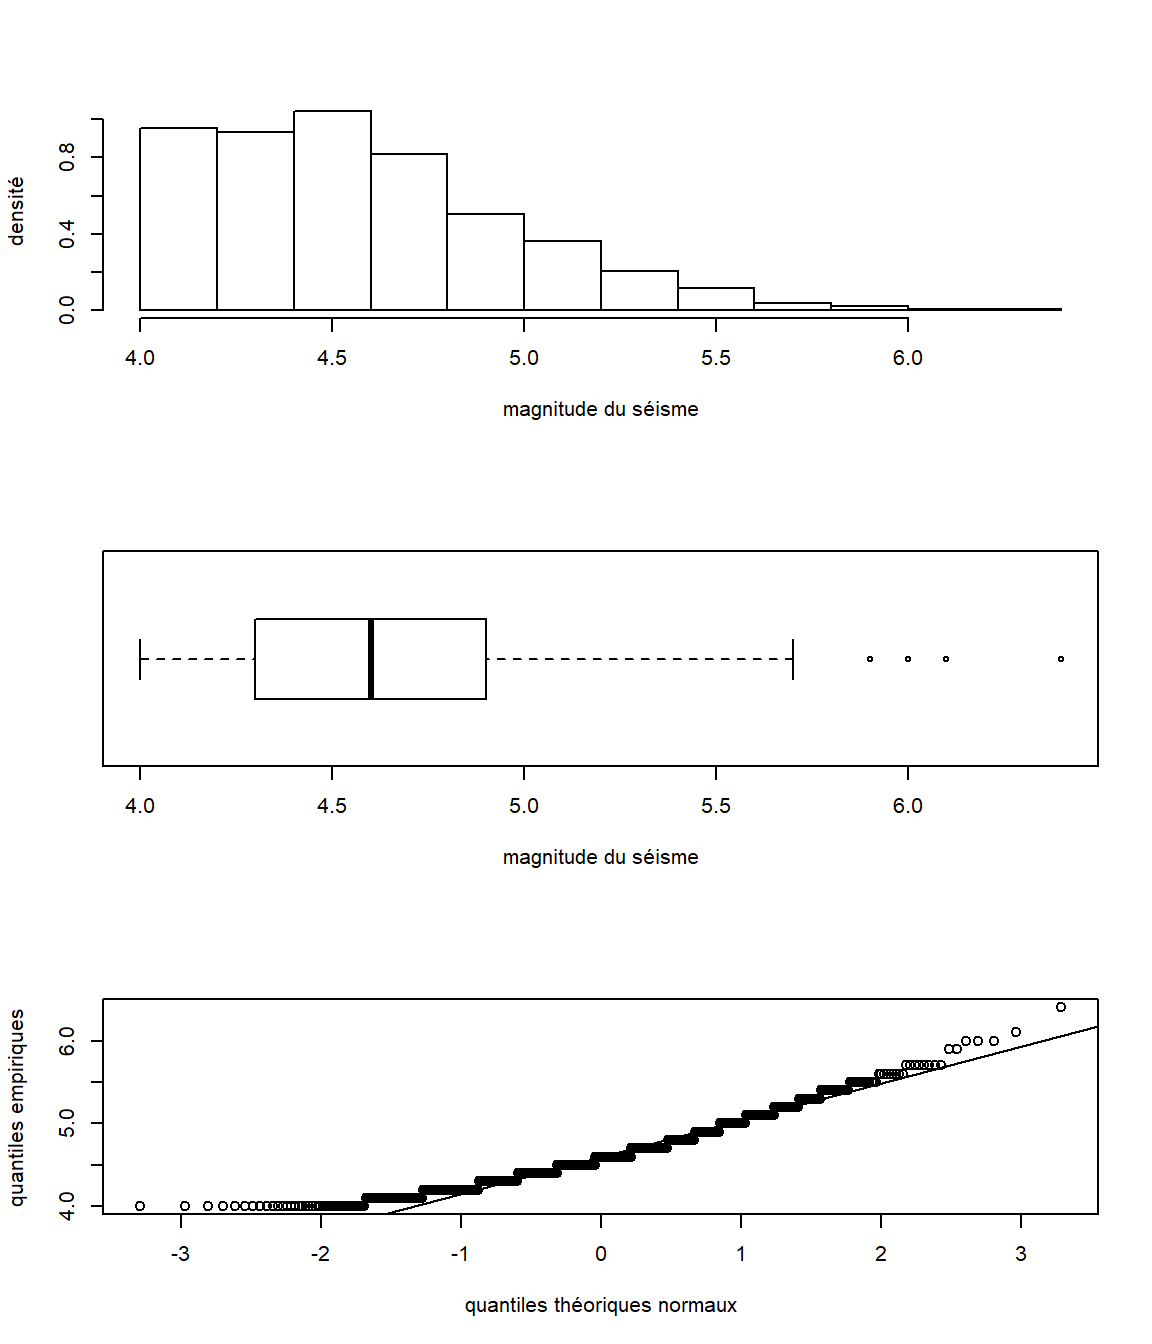 densité
0.0 0.4 0.8
4.0 4.5 5.0 5.5 6.0
magnitude du séisme
4.0 4.5 5.0 5.5 6.0
magnitude du séisme
quantiles empiriques
4.0 5.0 6.0
-3 -2 -1 0 1 2 3
quantiles théoriques normaux